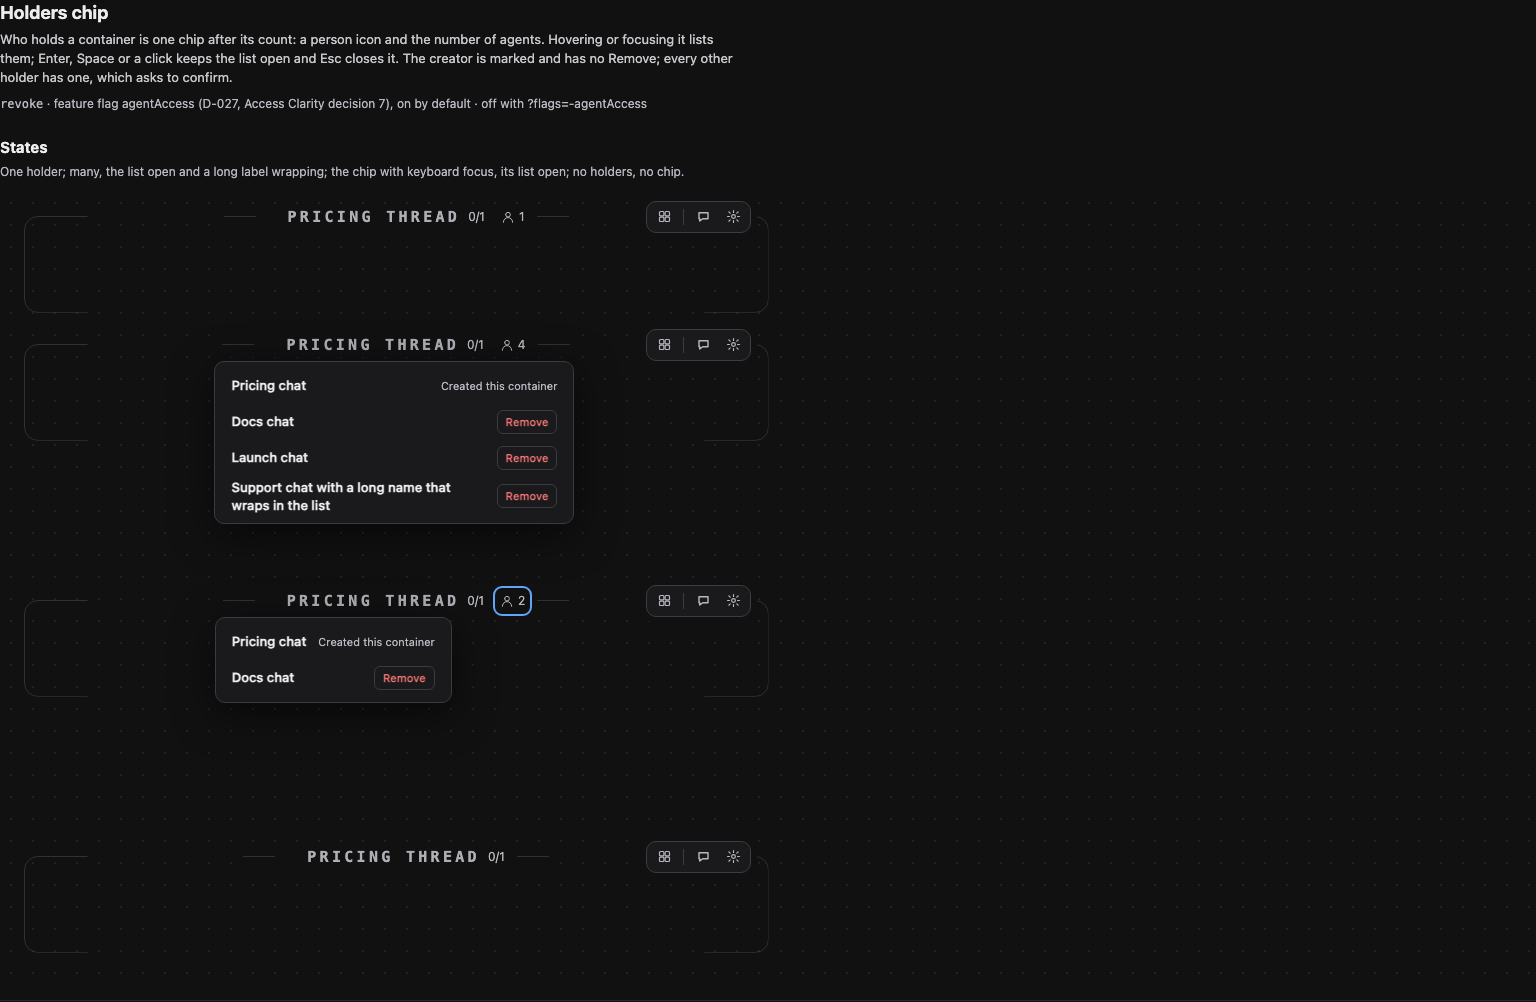 Holders chip
Who holds a container is one chip after its count: a person icon and the number of agents. Hovering or focusing it lists
them; Enter, Space or a click keeps the list open and Esc closes it. The creator is marked and has no Remove; every other
holder has one, which asks to confirm.
revoke · feature flag agentAccess (D-027, Access Clarity decision 7), on by default · off with ?flags=-agentAccess
States
One holder; many, the list open and a long label wrapping; the chip with keyboard focus, its list open; no holders, no chip.
PRICING THREAD 0/1 1
PRICING THREAD 0/1 4
Pricing chat Created this container
Docs chat Remove
Launch chat Remove
Support chat with a long name that
wraps in the list Remove
PRICING THREAD 0/1 2
Pricing chat Created this container
Docs chat Remove
PRICING THREAD 0/1